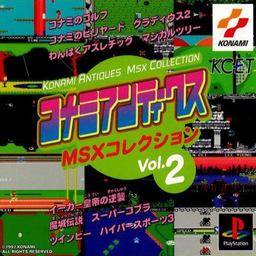 コナミのゴルフ
コナミのビリヤード グラディウス2・
わんぱくアスレチック マジカルツリー
KONAMI
KCET
KONAMI ANTIQUES MSX COLLECTION
コナミアンティークス
MSXコレクション
Vol.2
イーガー皇帝の逆襲
魔城伝説 スーパーコブラ
ツインビー ハイパースポーツ3
©1997 KONAMI
ALL RIGHTS RESERVED.
PlayStation